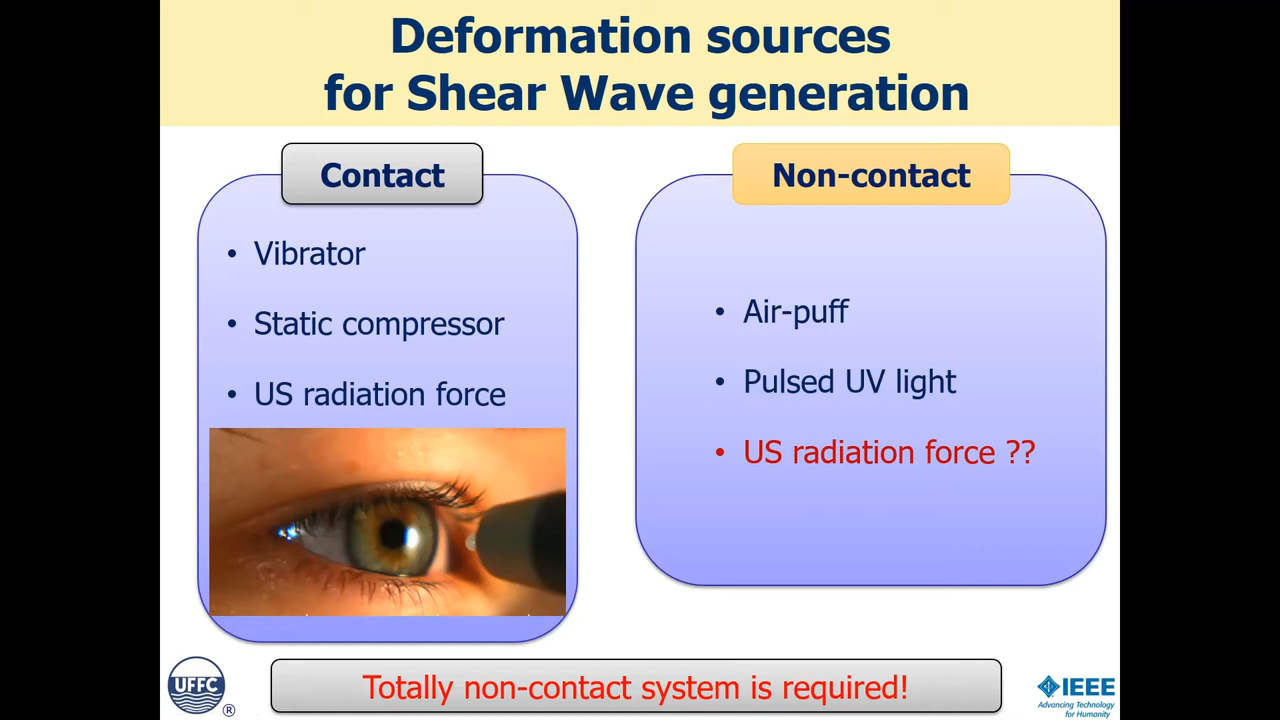 Deformation sources
for Shear Wave generation
Contact
• Vibrator
• Static compressor
• US radiation force
Non-contact
• Air-puff
• Pulsed UV light
• US radiation force ??
Totally non-contact system is required!
UFFC
®
IEEE
Advancing Technology
for Humanity